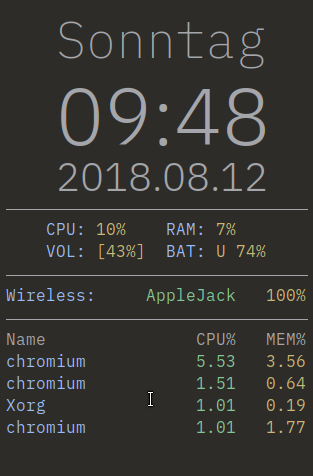 Sonntag
09:48
2018.08.12
CPU: 10% RAM: 7%
VOL: [43%] BAT: U 74%
Wireless: AppleJack 100%
Name CPU% MEM%
chromium 5.53 3.56
chromium 1.51 0.64
Xorg 1.01 0.19
chromium 1.01 1.77